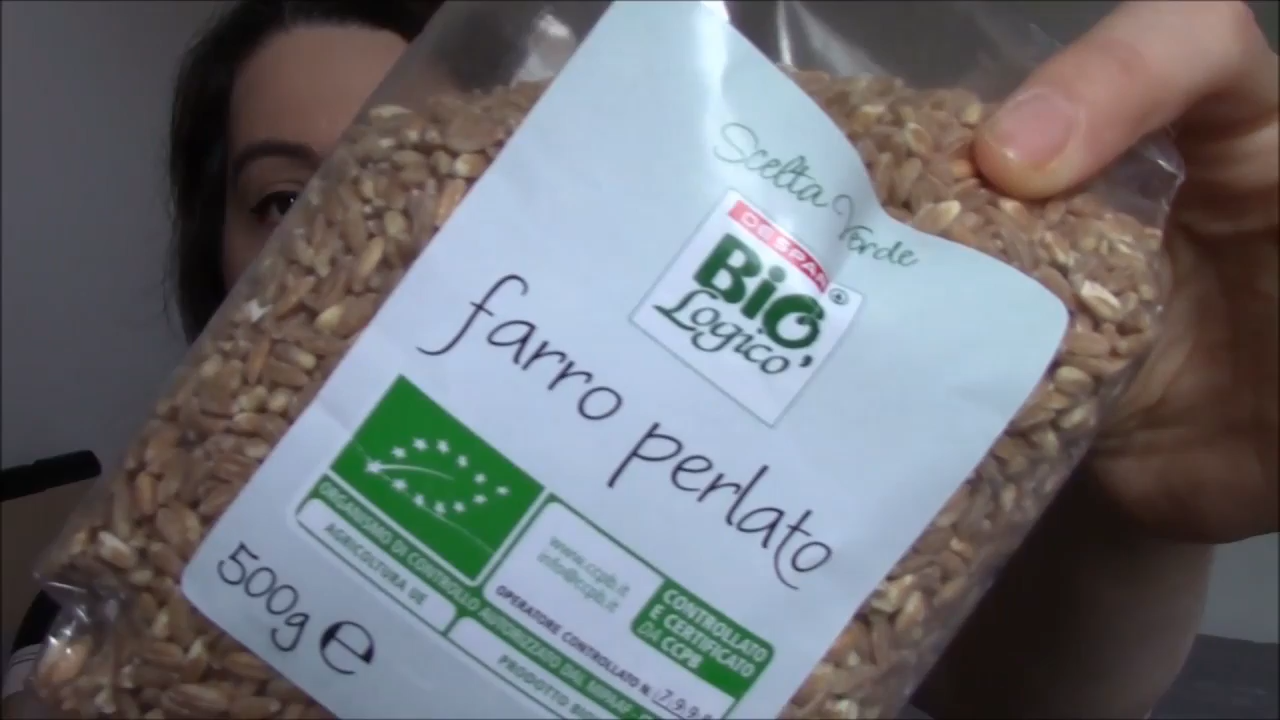 Scelta Verde
DESPAR
BiO
Logico'
®
farro perlato
ORGANISMO DI CONTROLLO AUTORIZZATO DAL MIPAAF
AGRICOLTURA UE
www.ccpb.it
info@ccpb.it
CONTROLLATO
E CERTIFICATO
DA CCPB
OPERATORE CONTROLLATO N.
PRODOTTO
500g e